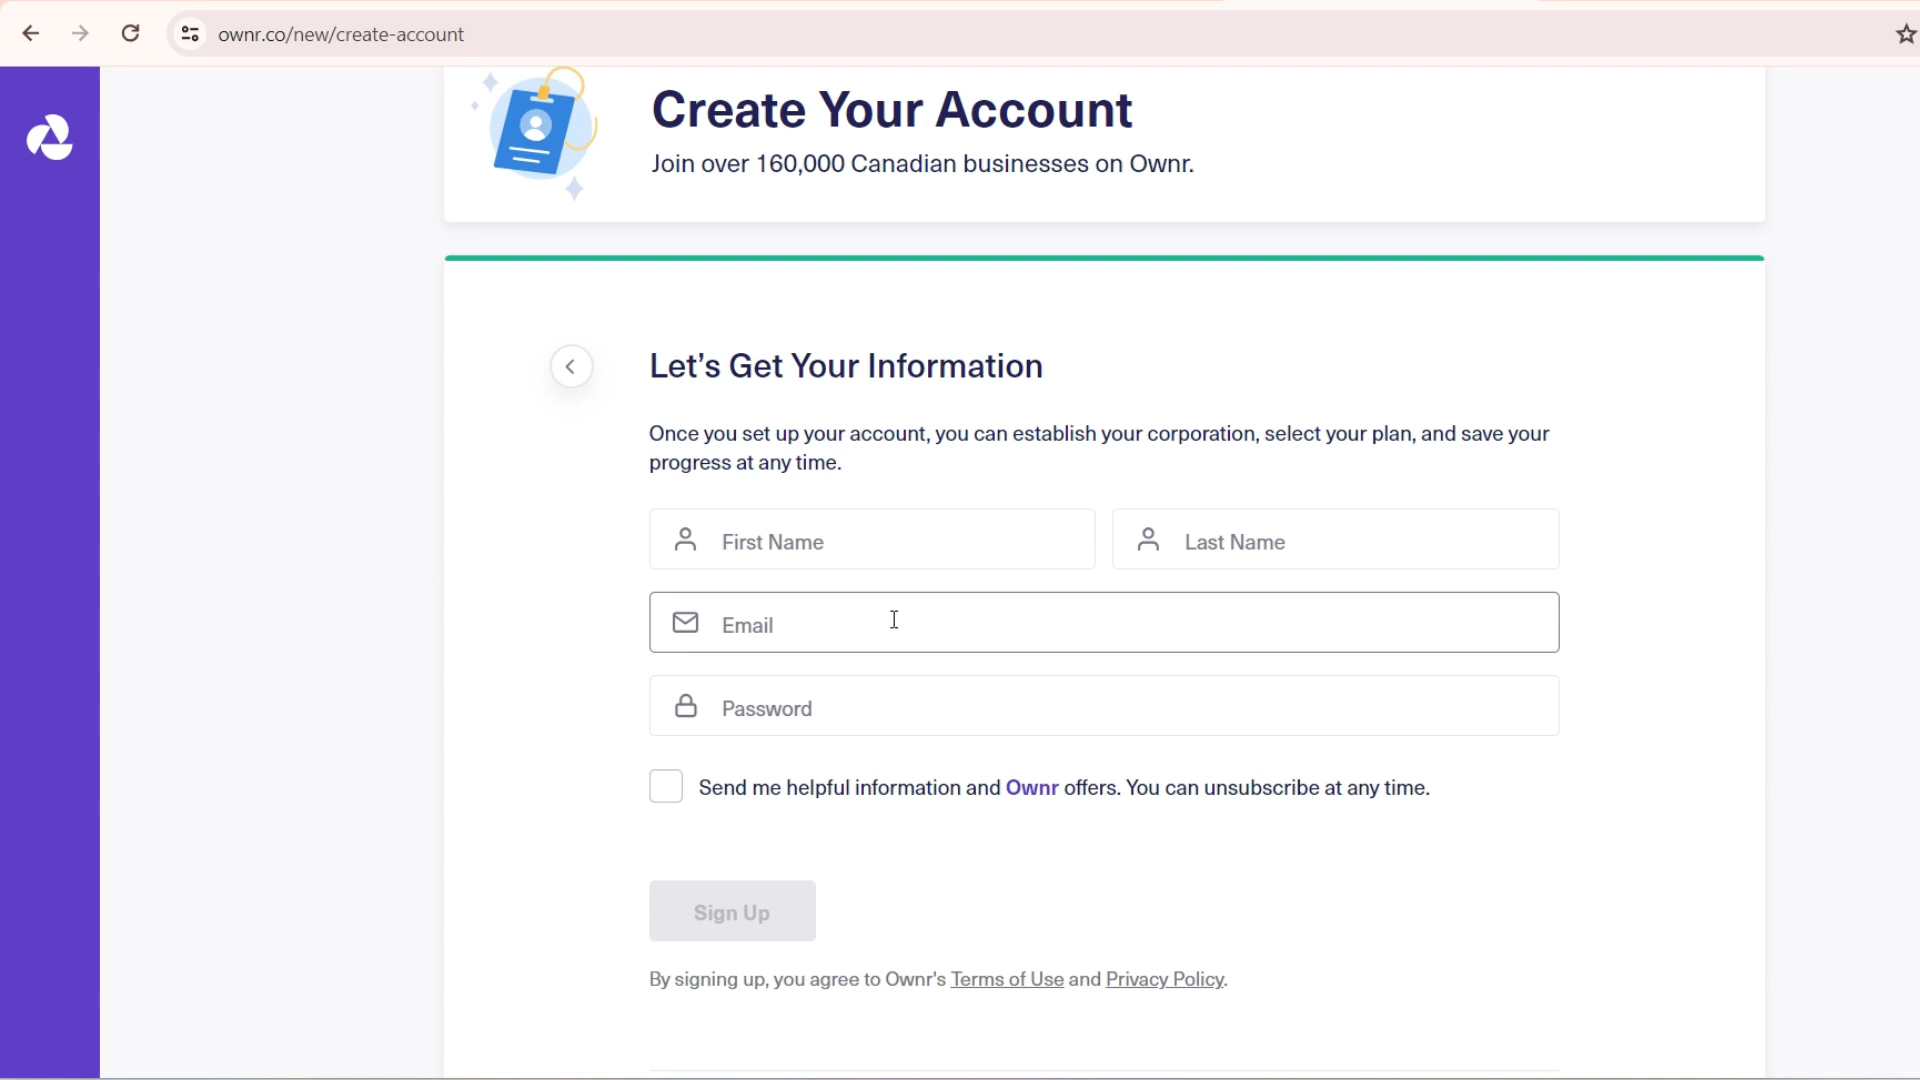 ownr.co/new/create-account
Create Your Account
Join over 160,000 Canadian businesses on Ownr.
Let's Get Your Information
Once you set up your account, you can establish your corporation, select your plan, and save your
progress at any time.
First Name
Last Name
Email
Password
Send me helpful information and Ownr offers. You can unsubscribe at any time.
Sign Up
By signing up, you agree to Ownr's Terms of Use and Privacy Policy.